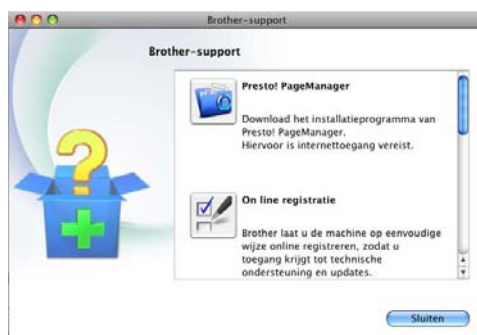 Brother-support
Brother-support
Presto! PageManager
Download het installatieprogramma van
Presto! PageManager.
Hiervoor is internettoegang vereist.
On line registratie
Brother laat u de machine op eenvoudige
wijze online registreren, zodat u
toegang krijgt tot technische
ondersteuning en updates.
Sluiten